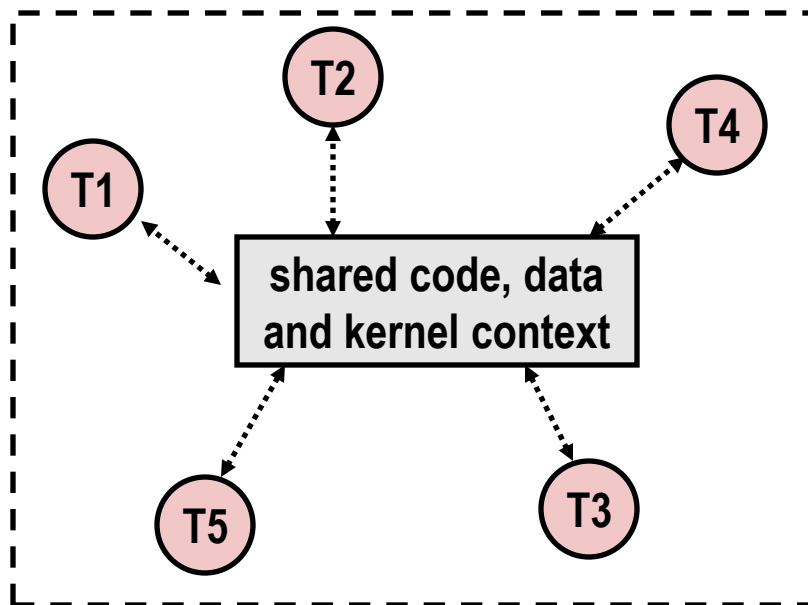 T2
T4
T1
shared code, data
and kernel context
T5
T3